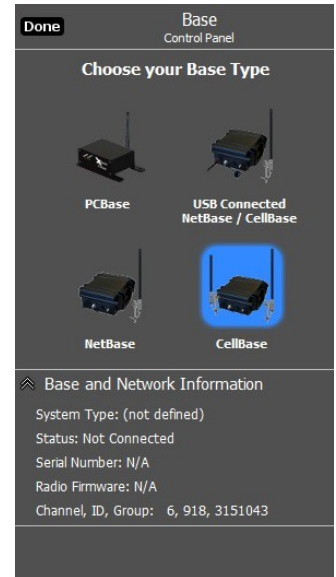 Done
Base
Control Panel
Choose your Base Type
PCBase
USB Connected
NetBase / CellBase
NetBase
CellBase
Base and Network Information
System Type: (not defined)
Status: Not Connected
Serial Number: N/A
Radio Firmware: N/A
Channel, ID, Group: 6, 918, 3151043